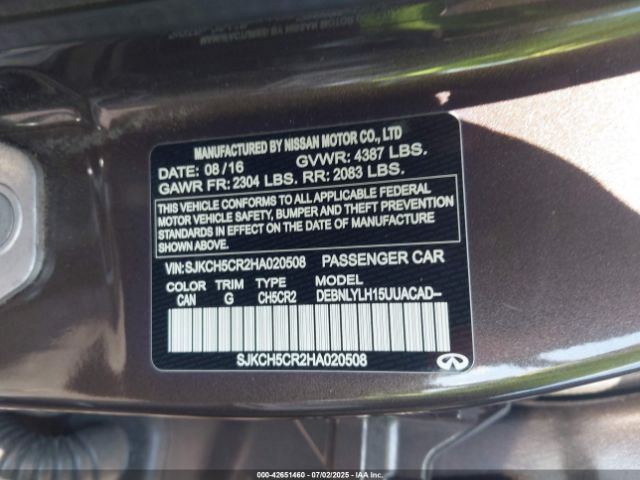 MANUFACTURED BY NISSAN MOTOR CO., LTD
DATE: 08/16 GVWR: 4387 LBS.
GAWR FR: 2304 LBS. RR: 2083 LBS.
THIS VEHICLE CONFORMS TO ALL APPLICABLE FEDERAL
MOTOR VEHICLE SAFETY, BUMPER AND THEFT PREVENTION
STANDARDS IN EFFECT ON THE DATE OF MANUFACTURE
SHOWN ABOVE.
VIN: SJKCH5CR2HA020508 PASSENGER CAR
COLOR TRIM TYPE MODEL
CAN G CH5CR2 DEBNLYLH15UUACAD–
SJKCH5CR2HA020508
000-42651460 | 07/02/2025 | IAAI.CA